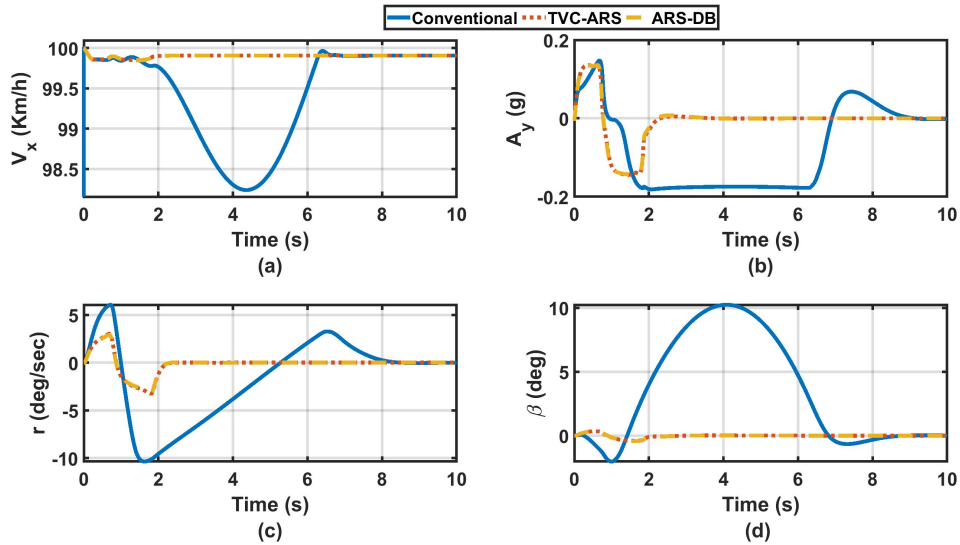 Conventional TVC-ARS ARS-DB
100
99.5
99
98.5
V_x (Km/h)
0 2 4 6 8 10
Time (s)
(a)
0.2
0
-0.2
A_y (g)
0 2 4 6 8 10
Time (s)
(b)
5
0
-5
-10
r (deg/sec)
0 2 4 6 8 10
Time (s)
(c)
10
5
0
β (deg)
0 2 4 6 8 10
Time (s)
(d)